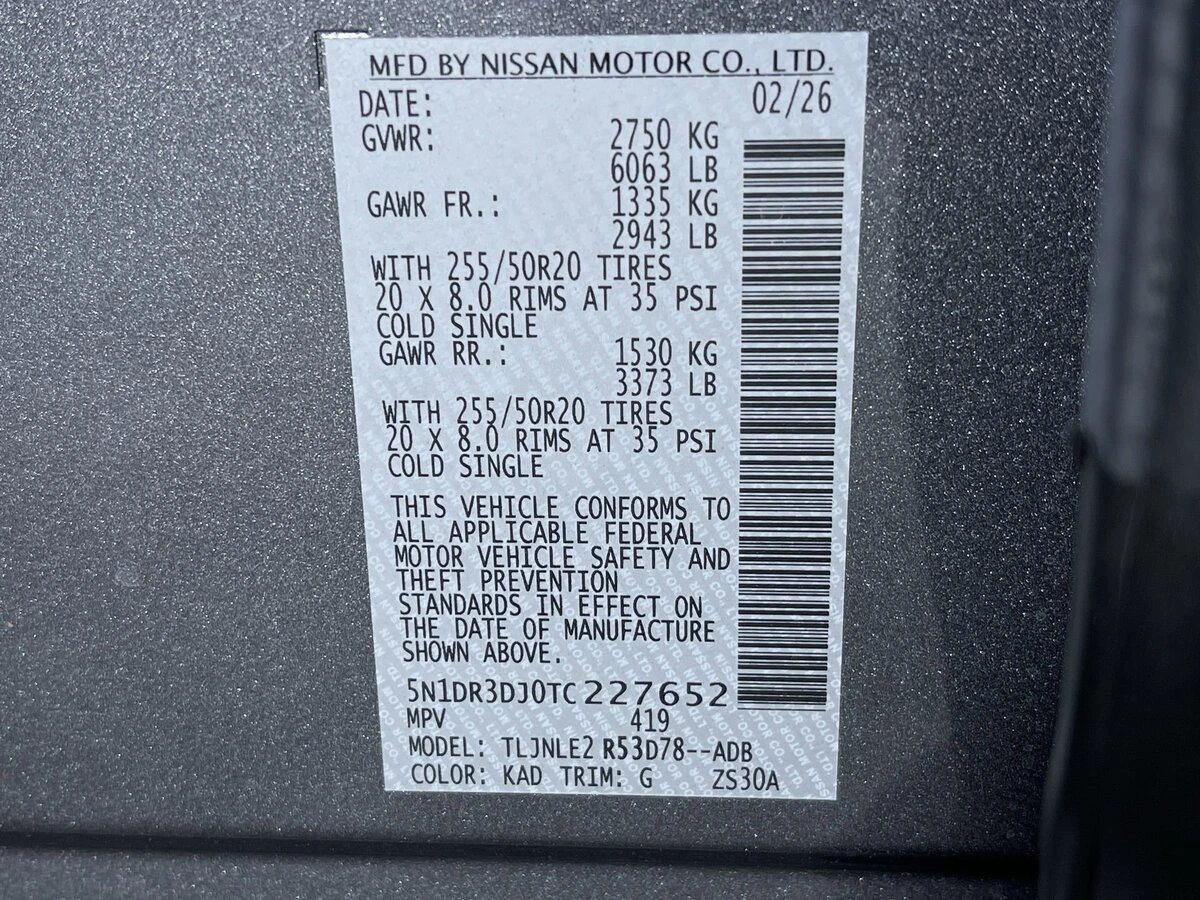 MFD BY NISSAN MOTOR CO., LTD.
DATE: 02/26
GVWR: 2750 KG
6063 LB
GAWR FR.: 1335 KG
2943 LB
WITH 255/50R20 TIRES
20 X 8.0 RIMS AT 35 PSI
COLD SINGLE
GAWR RR.: 1530 KG
3373 LB
WITH 255/50R20 TIRES
20 X 8.0 RIMS AT 35 PSI
COLD SINGLE
THIS VEHICLE CONFORMS TO
ALL APPLICABLE FEDERAL
MOTOR VEHICLE SAFETY AND
THEFT PREVENTION
STANDARDS IN EFFECT ON
THE DATE OF MANUFACTURE
SHOWN ABOVE.
5N1DR3DJ0TC227652
MPV 419
MODEL: TLJNLE2 R53D78--ADB
COLOR: KAD TRIM: G ZS30A